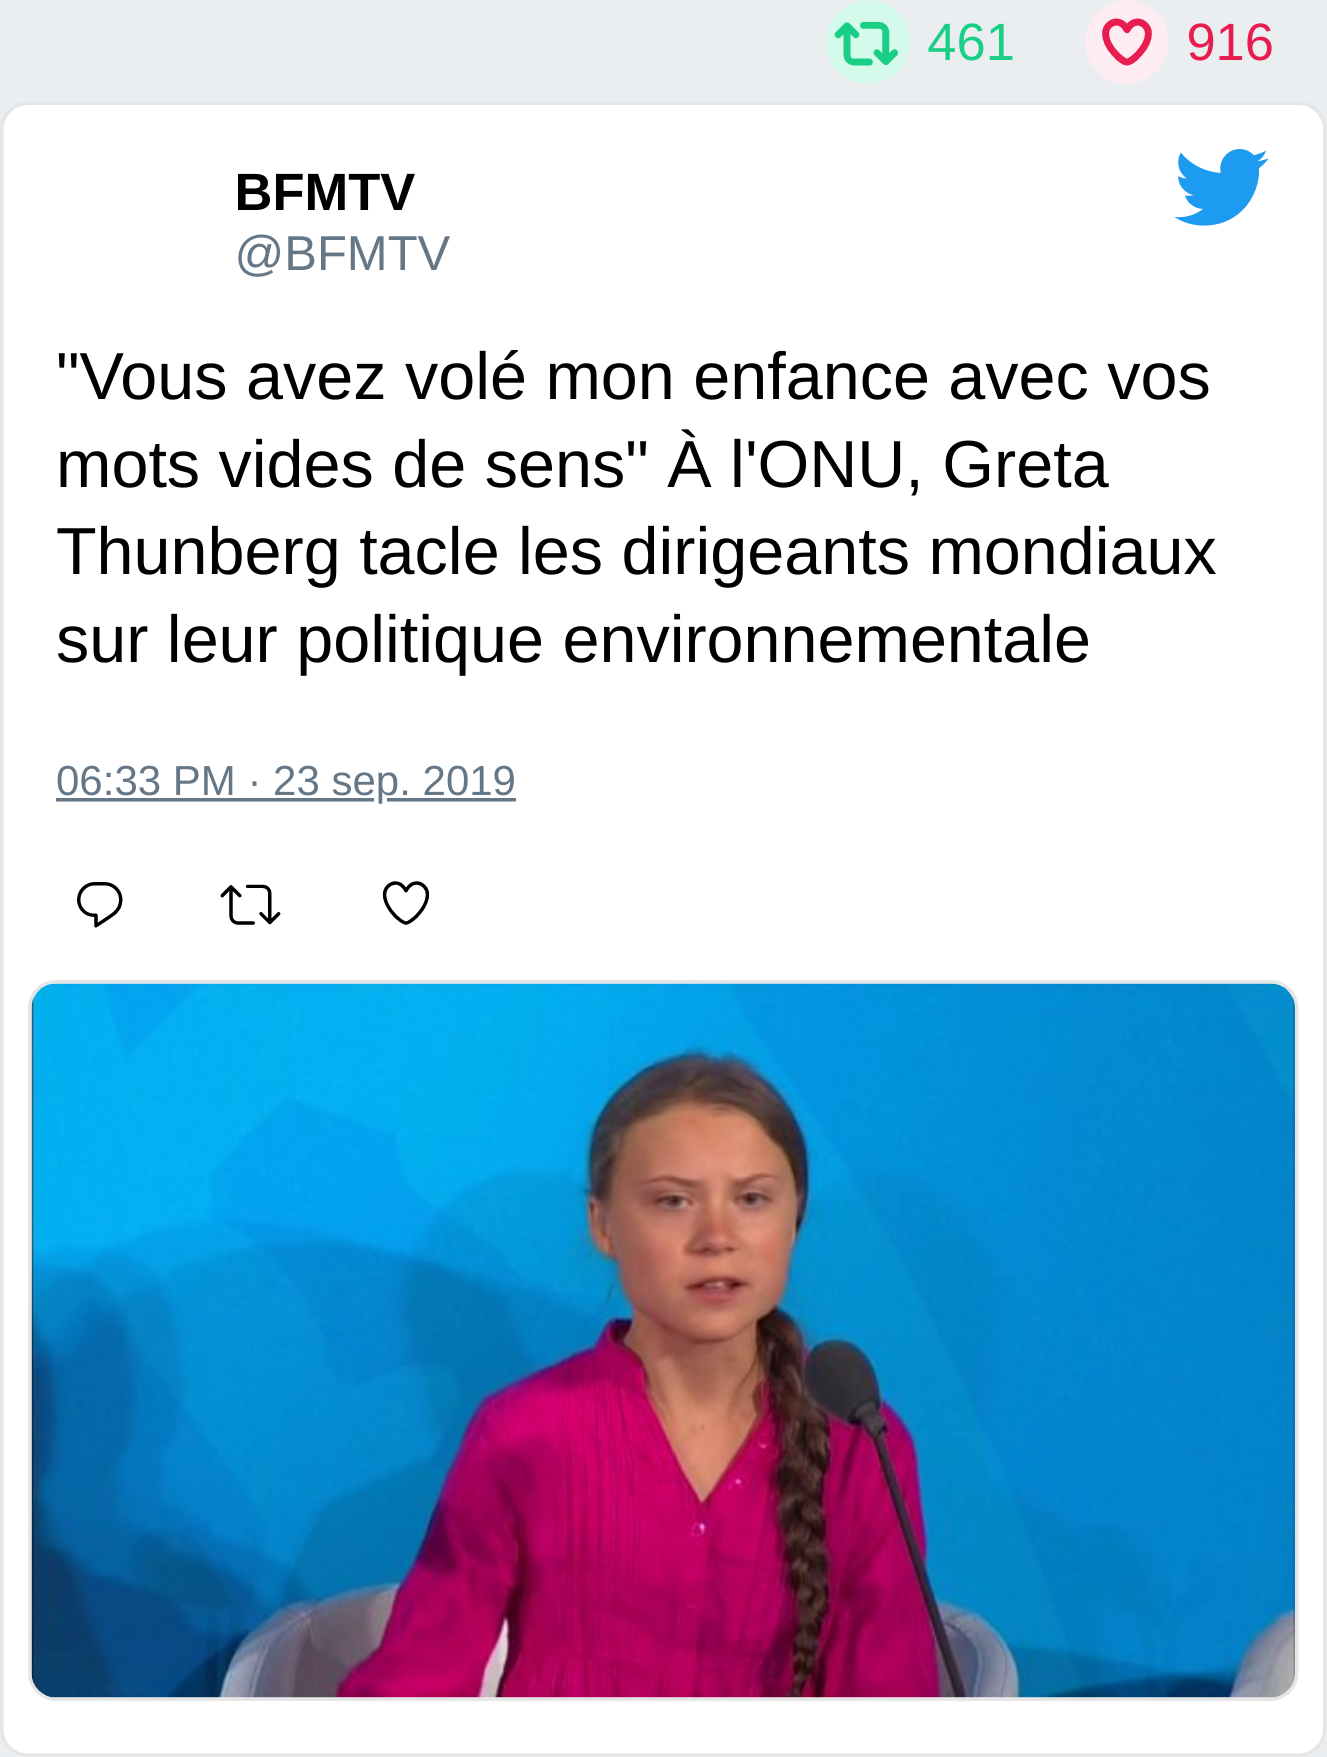 461 916
BFMTV
@BFMTV
"Vous avez volé mon enfance avec vos
mots vides de sens" À l'ONU, Greta
Thunberg tacle les dirigeants mondiaux
sur leur politique environnementale
06:33 PM · 23 sep. 2019